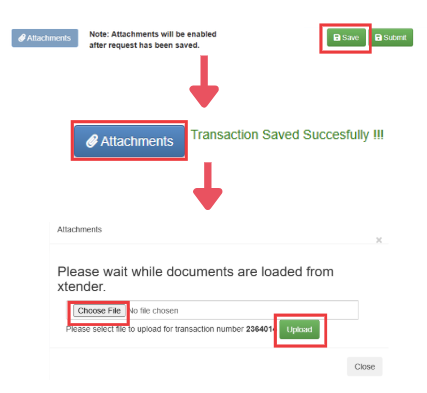 Attachments
Note: Attachments will be enabled
after request has been saved.
Save
Submit
Attachments
Transaction Saved Succesfully !!!
Attachments
×
Please wait while documents are loaded from
xtender.
Choose File No file chosen
Please select file to upload for transaction number 2364014
Upload
Close